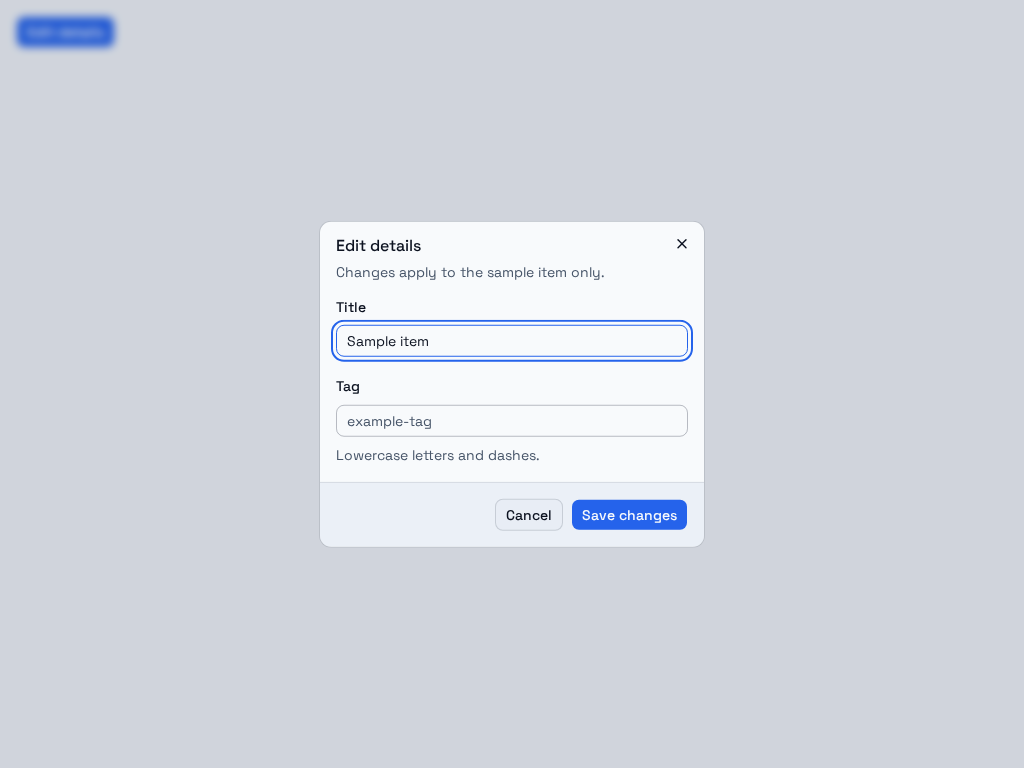 Edit details
Changes apply to the sample item only.
Title
Sample item
Tag
example-tag
Lowercase letters and dashes.
Cancel
Save changes